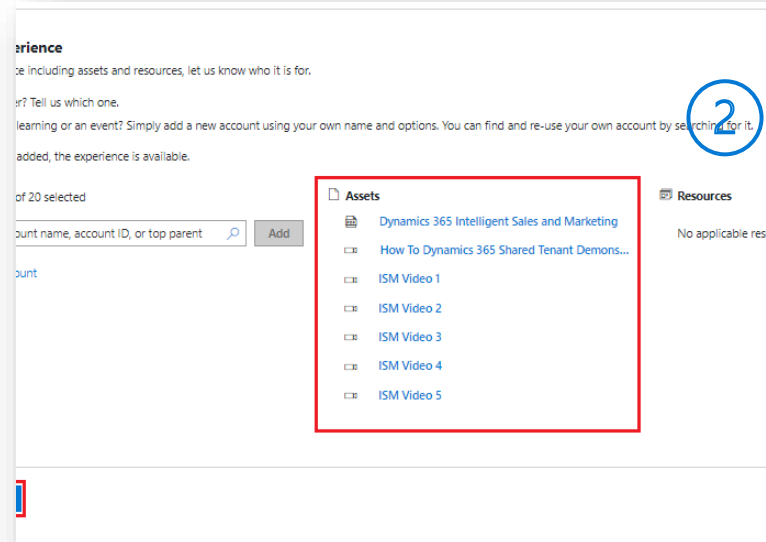 erience
ce including assets and resources, let us know who it is for.
er? Tell us which one.
learning or an event? Simply add a new account using your own name and options. You can find and re-use your own account by searching for it.
added, the experience is available.
2
of 20 selected
ount name, account ID, or top parent
Add
ount
Assets
Dynamics 365 Intelligent Sales and Marketing
How To Dynamics 365 Shared Tenant Demons...
ISM Video 1
ISM Video 2
ISM Video 3
ISM Video 4
ISM Video 5
Resources
No applicable res